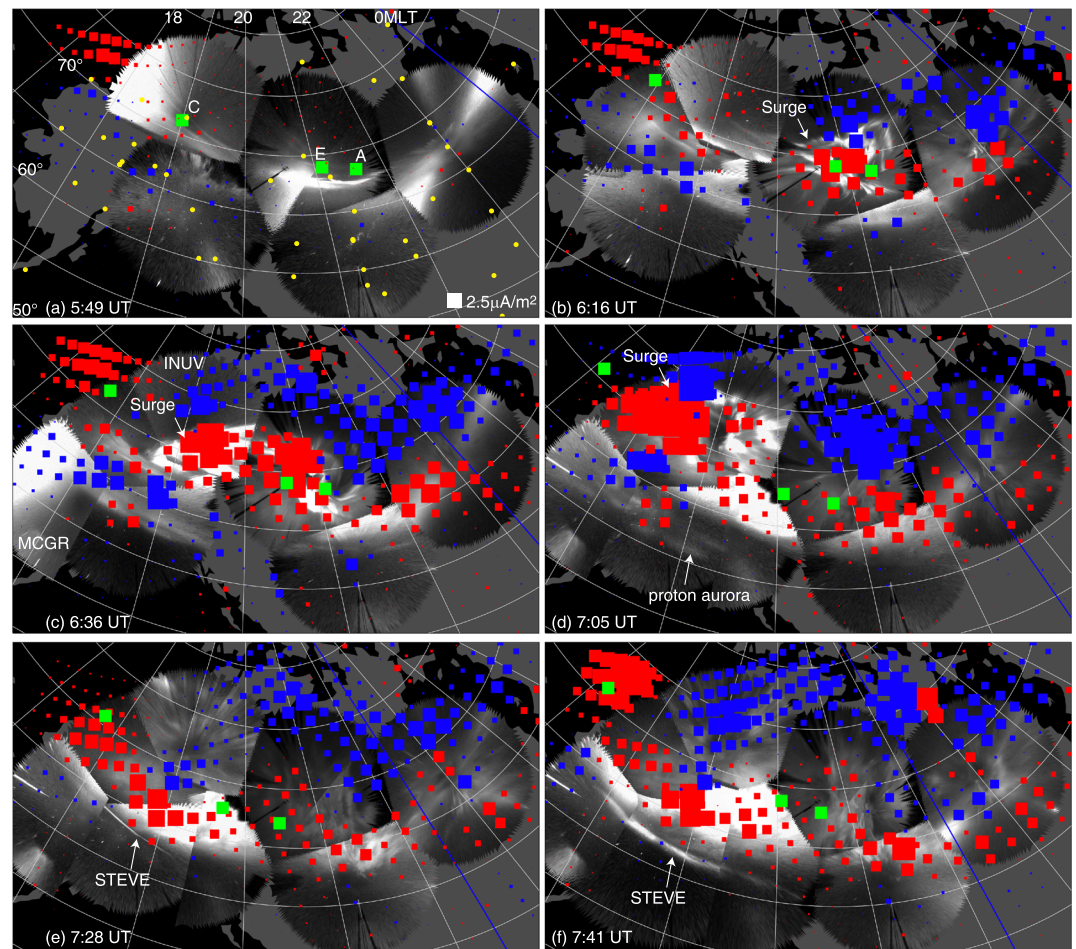 18 20 22 0MLT
70°
C
E A
60°
50° (a) 5:49 UT 2.5μA/m²
Surge
(b) 6:16 UT
INUV
Surge
MCGR
(c) 6:36 UT
Surge
proton aurora
(d) 7:05 UT
STEVE
(e) 7:28 UT
STEVE
(f) 7:41 UT